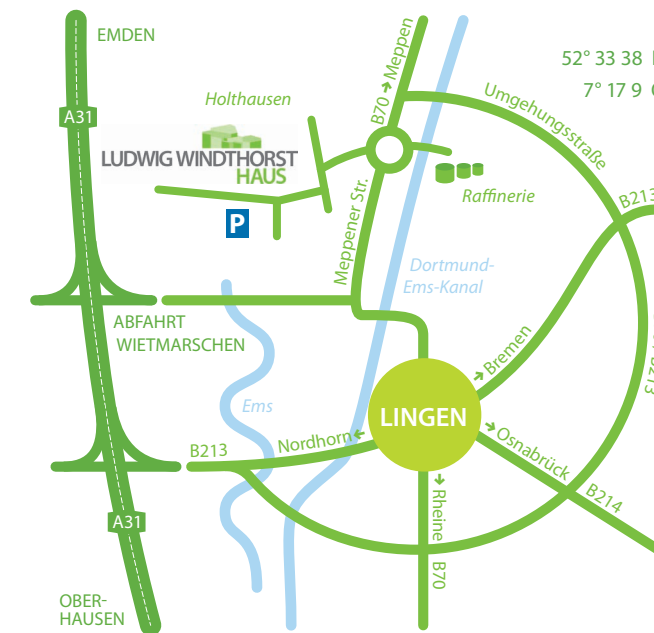 EMDEN
A31
52° 33 38
7° 17 9
B70 → Meppen
Umgehungsstraße
Holthausen
LUDWIG WINDTHORST
HAUS
Raffinerie
B213
P
Meppener Str.
Dortmund-
Ems-Kanal
ABFAHRT
WIETMARSCHEN
B213
→ Bremen
Ems
LINGEN
B213
Nordhorn ←
→ Osnabrück
B214
→ Rheine
B70
A31
OBER-
HAUSEN